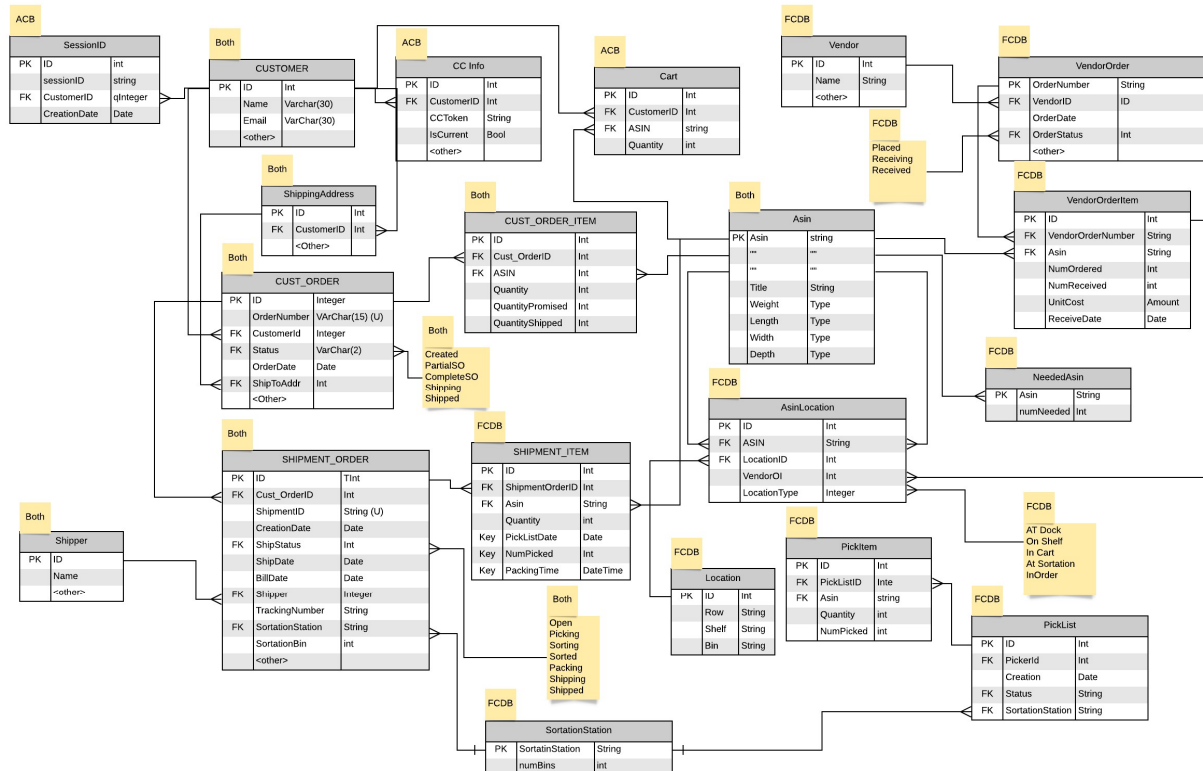 ACB
SessionID
PK ID int
sessionID string
FK CustomerID qInteger
CreationDate Date
Both
CUSTOMER
PK ID Int
Name Varchar(30)
Email VarChar(30)
<other>
ACB
CC Info
PK ID Int
FK CustomerID Int
CCToken String
IsCurrent Bool
<other>
ACB
Cart
PK ID Int
FK CustomerID Int
FK ASIN string
Quantity int
FCDB
Vendor
PK ID Int
Name String
<other>
FCDB
VendorOrder
PK OrderNumber String
FK VendorID ID
OrderDate
FK OrderStatus Int
<other>
FCDB
Placed
Receiving
Received
Both
ShippingAddress
PK ID Int
FK CustomerID Int
<Other>
Both
CUST_ORDER_ITEM
PK ID Int
FK Cust_OrderID Int
FK ASIN Int
Quantity Int
QuantityPromised Int
QuantityShipped Int
Both
Asin
PK Asin string
"" ""
"" ""
Title String
Weight Type
Length Type
Width Type
Depth Type
FCDB
VendorOrderItem
PK ID Int
FK VendorOrderNumber String
FK Asin String
NumOrdered Int
NumReceived int
UnitCost Amount
ReceiveDate Date
Both
CUST_ORDER
PK ID Integer
OrderNumber VArChar(15) (U)
FK CustomerId Integer
FK Status VarChar(2)
OrderDate Date
FK ShipToAddr Int
<Other>
Both
Created
PartialSO
CompleteSO
Shipping
Shipped
FCDB
NeededAsin
PK Asin String
numNeeded Int
FCDB
AsinLocation
PK ID Int
FK ASIN String
FK LocationID Int
VendorOI Int
LocationType Integer
Both
SHIPMENT_ORDER
PK ID TInt
FK Cust_OrderID Int
ShipmentID String (U)
CreationDate Date
FK ShipStatus Int
ShipDate Date
BillDate Date
FK Shipper Integer
TrackingNumber String
FK SortationStation String
SortationBin int
<other>
FCDB
SHIPMENT_ITEM
PK ID Int
FK ShipmentOrderID Int
FK Asin String
Quantity int
Key PickListDate Date
Key NumPicked Int
Key PackingTime DateTime
Both
Shipper
PK ID
Name
<other>
FCDB
AT Dock
On Shelf
In Cart
At Sortation
InOrder
FCDB
PickItem
PK ID Int
FK PickListID Inte
FK Asin string
Quantity int
NumPicked int
FCDB
Location
PK ID Int
Row String
Shelf String
Bin String
Both
Open
Picking
Sorting
Sorted
Packing
Shipping
Shipped
FCDB
PickList
PK ID Int
FK PickerId Int
Creation Date
FK Status String
FK SortationStation String
FCDB
SortationStation
PK SortatinStation String
numBins int